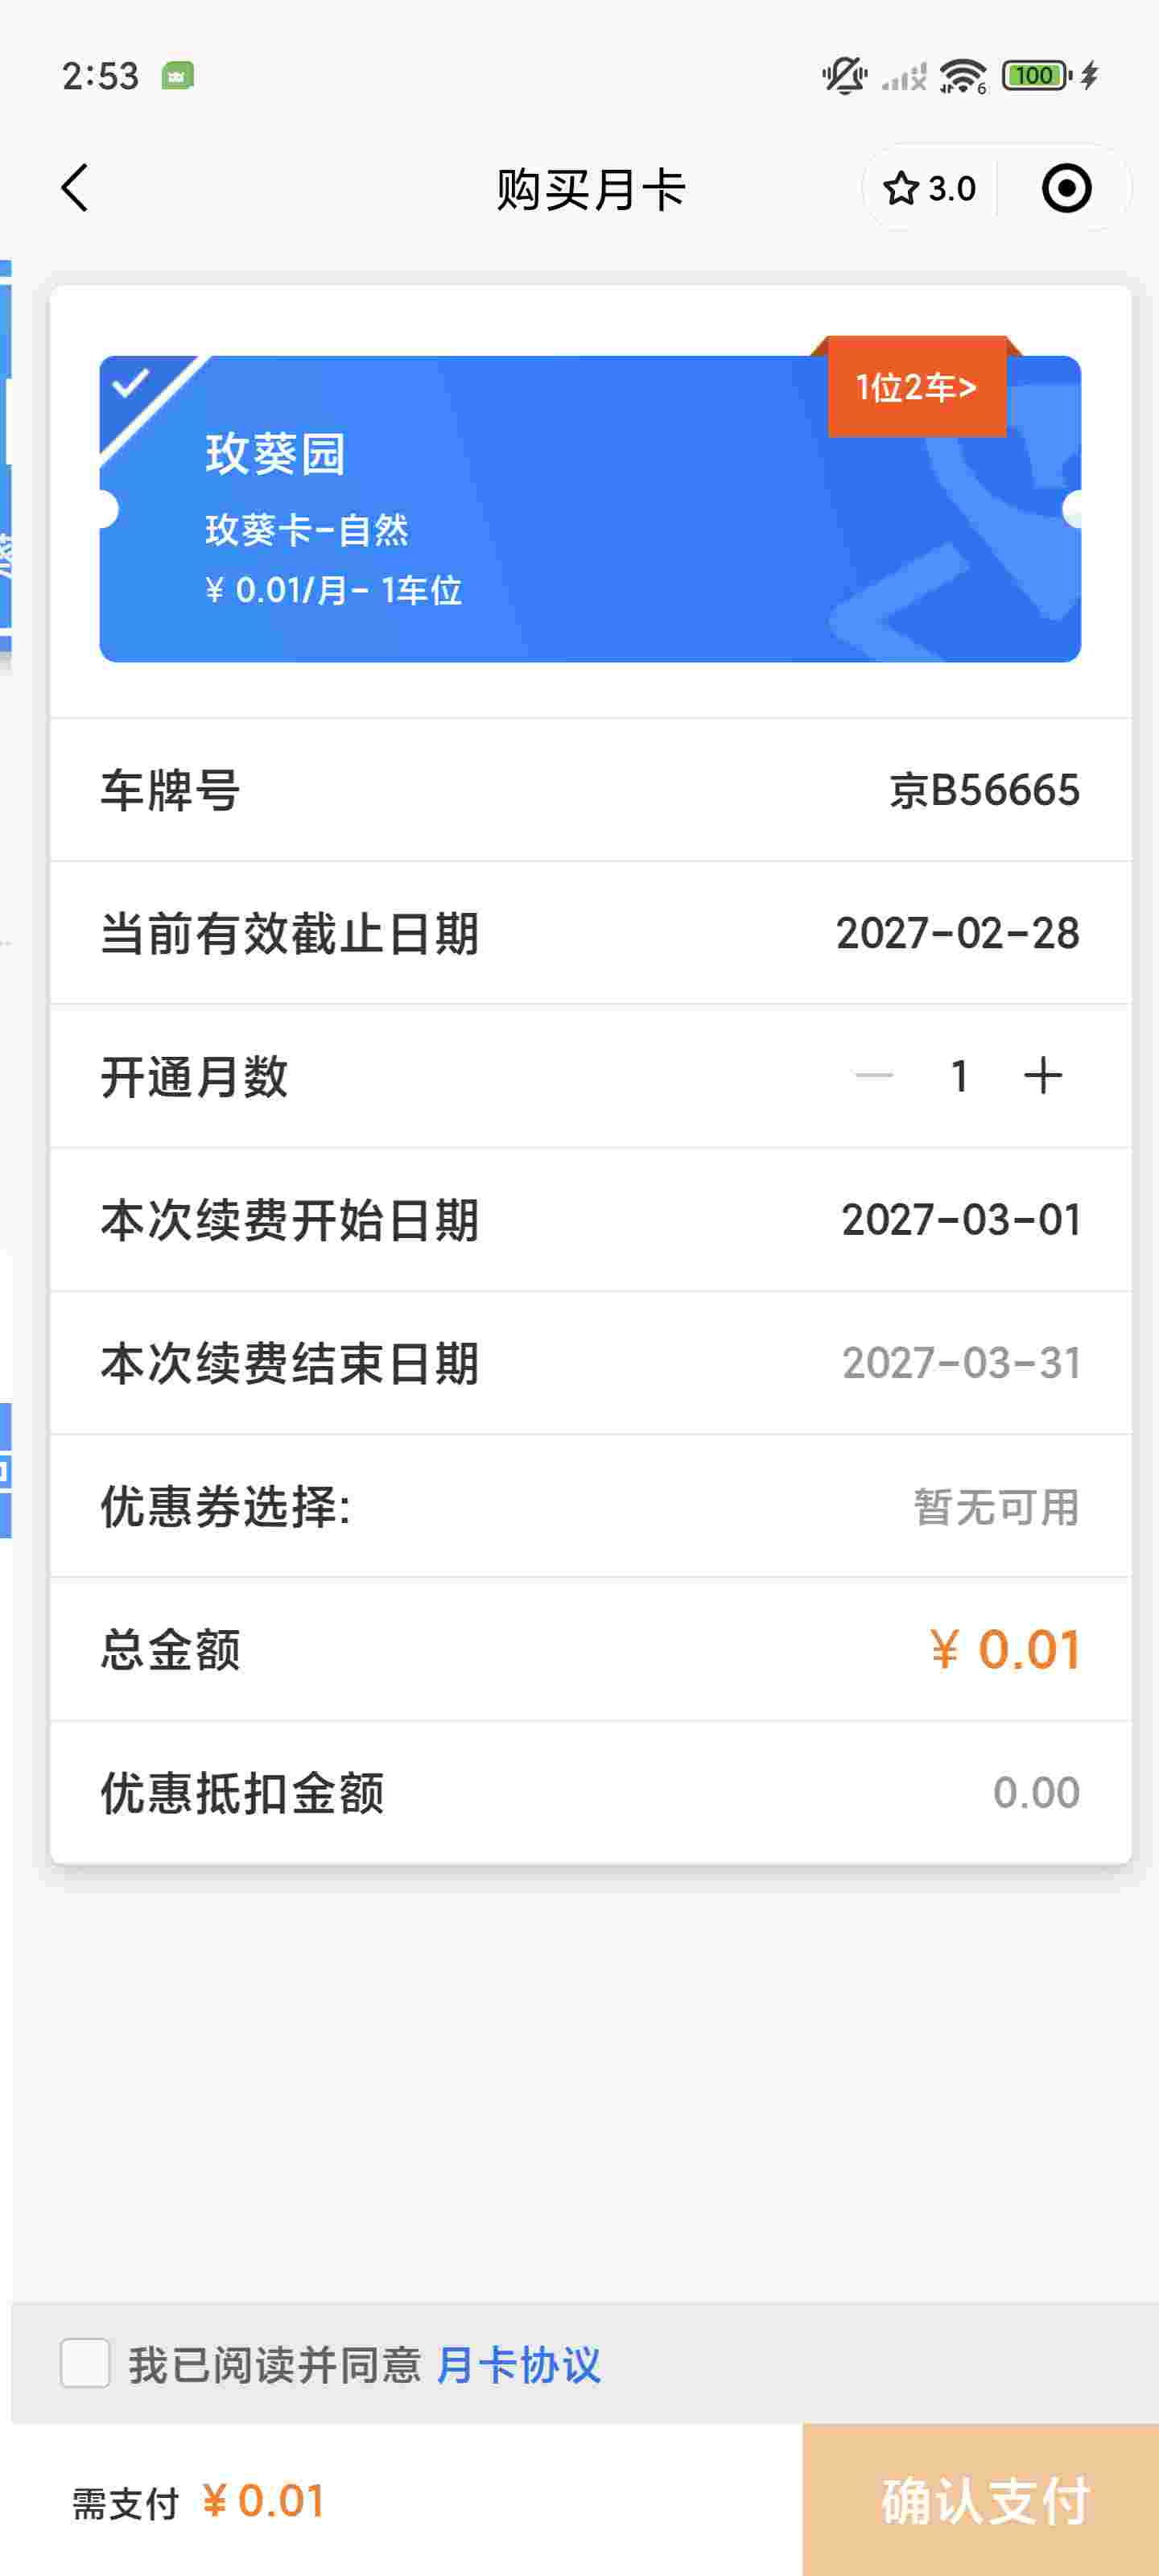 2:53
6
100
购买月卡
3.0
1位2车>
玫葵园
玫葵卡-自然
¥ 0.01/月- 1车位
车牌号 京B56665
当前有效截止日期 2027-02-28
开通月数 — 1 +
本次续费开始日期 2027-03-01
本次续费结束日期 2027-03-31
优惠券选择: 暂无可用
总金额 ¥ 0.01
优惠抵扣金额 0.00
我已阅读并同意 月卡协议
需支付 ¥ 0.01
确认支付